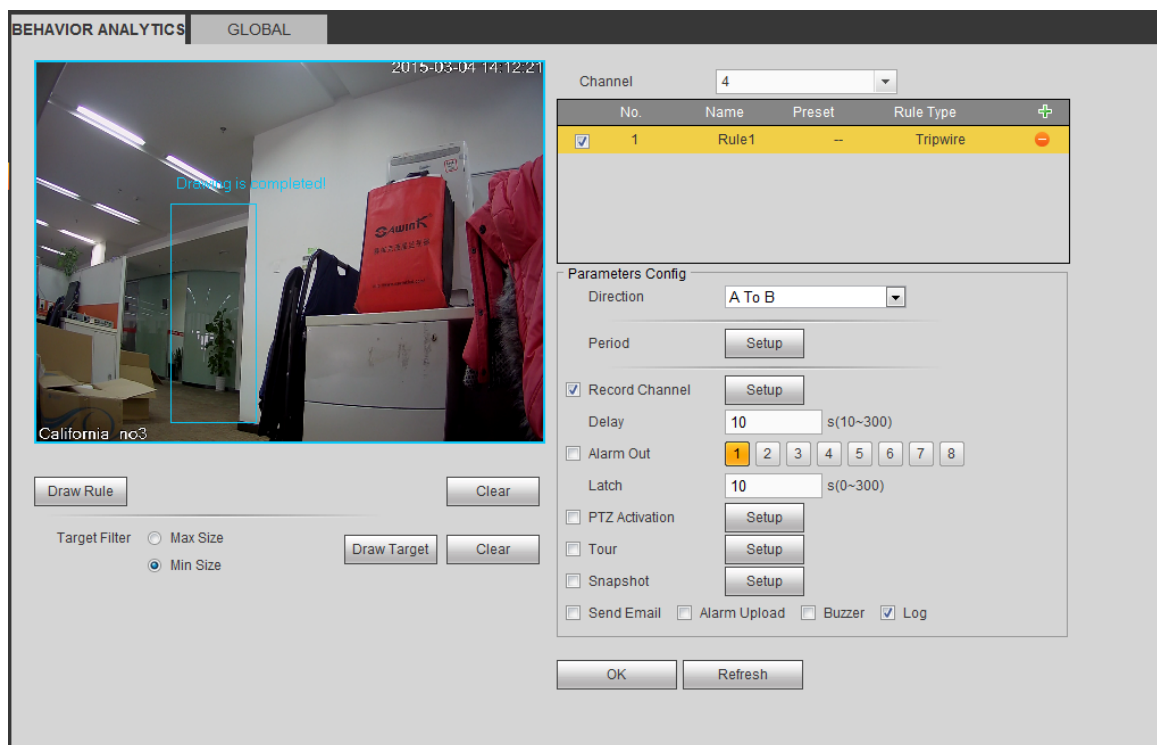 BEHAVIOR ANALYTICS GLOBAL
2015-03-04 14:12:21
Drawing is completed!
SAWINK
California no3
Draw Rule Clear
Target Filter Max Size
Min Size
Draw Target Clear
Channel 4
No. Name Preset Rule Type
1 Rule1 -- Tripwire
Parameters Config
Direction A To B
Period Setup
Record Channel Setup
Delay 10 s(10~300)
Alarm Out 1 2 3 4 5 6 7 8
Latch 10 s(0~300)
PTZ Activation Setup
Tour Setup
Snapshot Setup
Send Email Alarm Upload Buzzer Log
OK Refresh